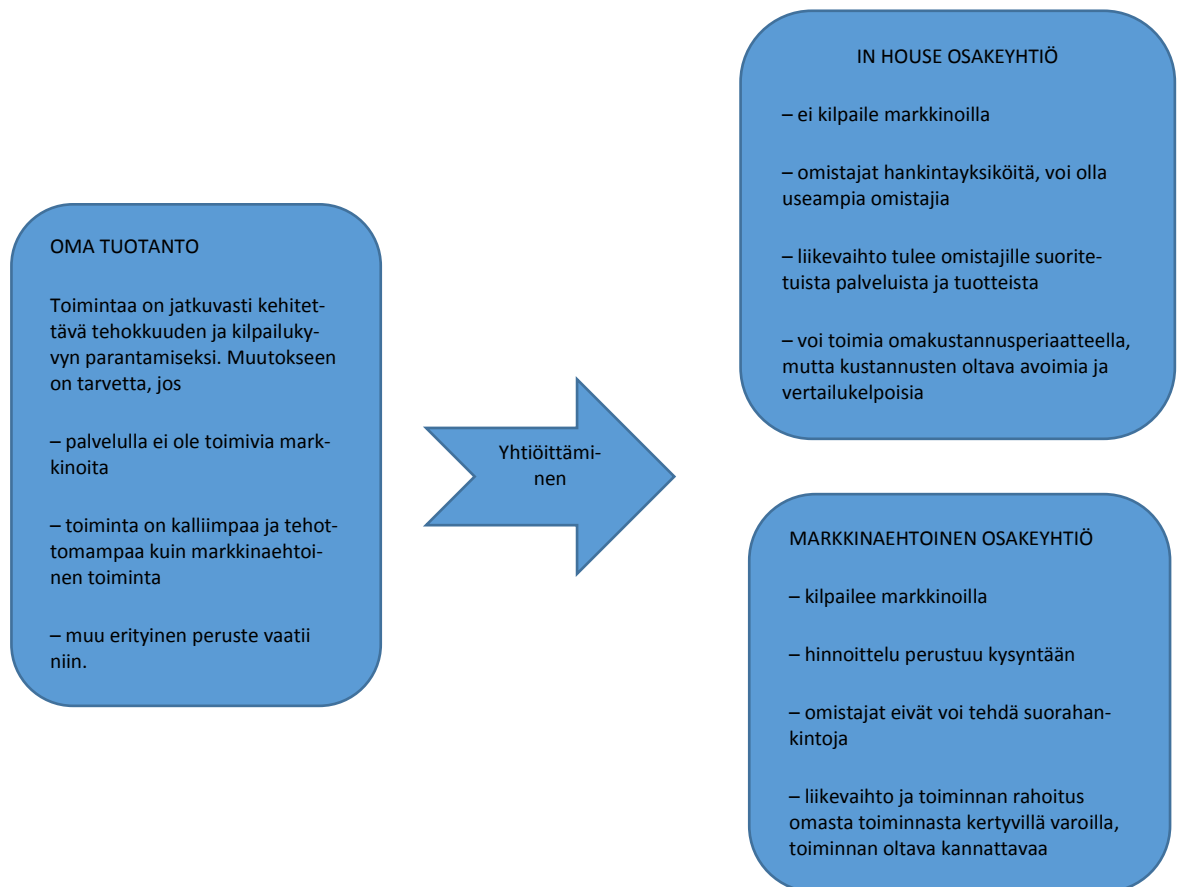 OMA TUOTANTO
Toimintaa on jatkuvasti kehitet-
tävä tehokkuuden ja kilpailuky-
vyn parantamiseksi. Muutokseen
on tarvetta, jos
– palvelulla ei ole toimivia mark-
kinoita
– toiminta on kalliimpaa ja tehot-
tomampaa kuin markkinaehtoi-
nen toiminta
– muu erityinen peruste vaatii
niin.
Yhtiöittämi-
nen
IN HOUSE OSAKEYHTIÖ
– ei kilpaile markkinoilla
– omistajat hankintayksiköitä, voi olla
useampia omistajia
– liikevaihto tulee omistajille suorite-
tuista palveluista ja tuotteista
– voi toimia omakustannusperiaatteella,
mutta kustannusten oltava avoimia ja
vertailukelpoisia
MARKKINAEHTOINEN OSAKEYHTIÖ
– kilpailee markkinoilla
– hinnoittelu perustuu kysyntään
– omistajat eivät voi tehdä suorahan-
kintoja
– liikevaihto ja toiminnan rahoitus
omasta toiminnasta kertyvillä varoilla,
toiminnan oltava kannattavaa